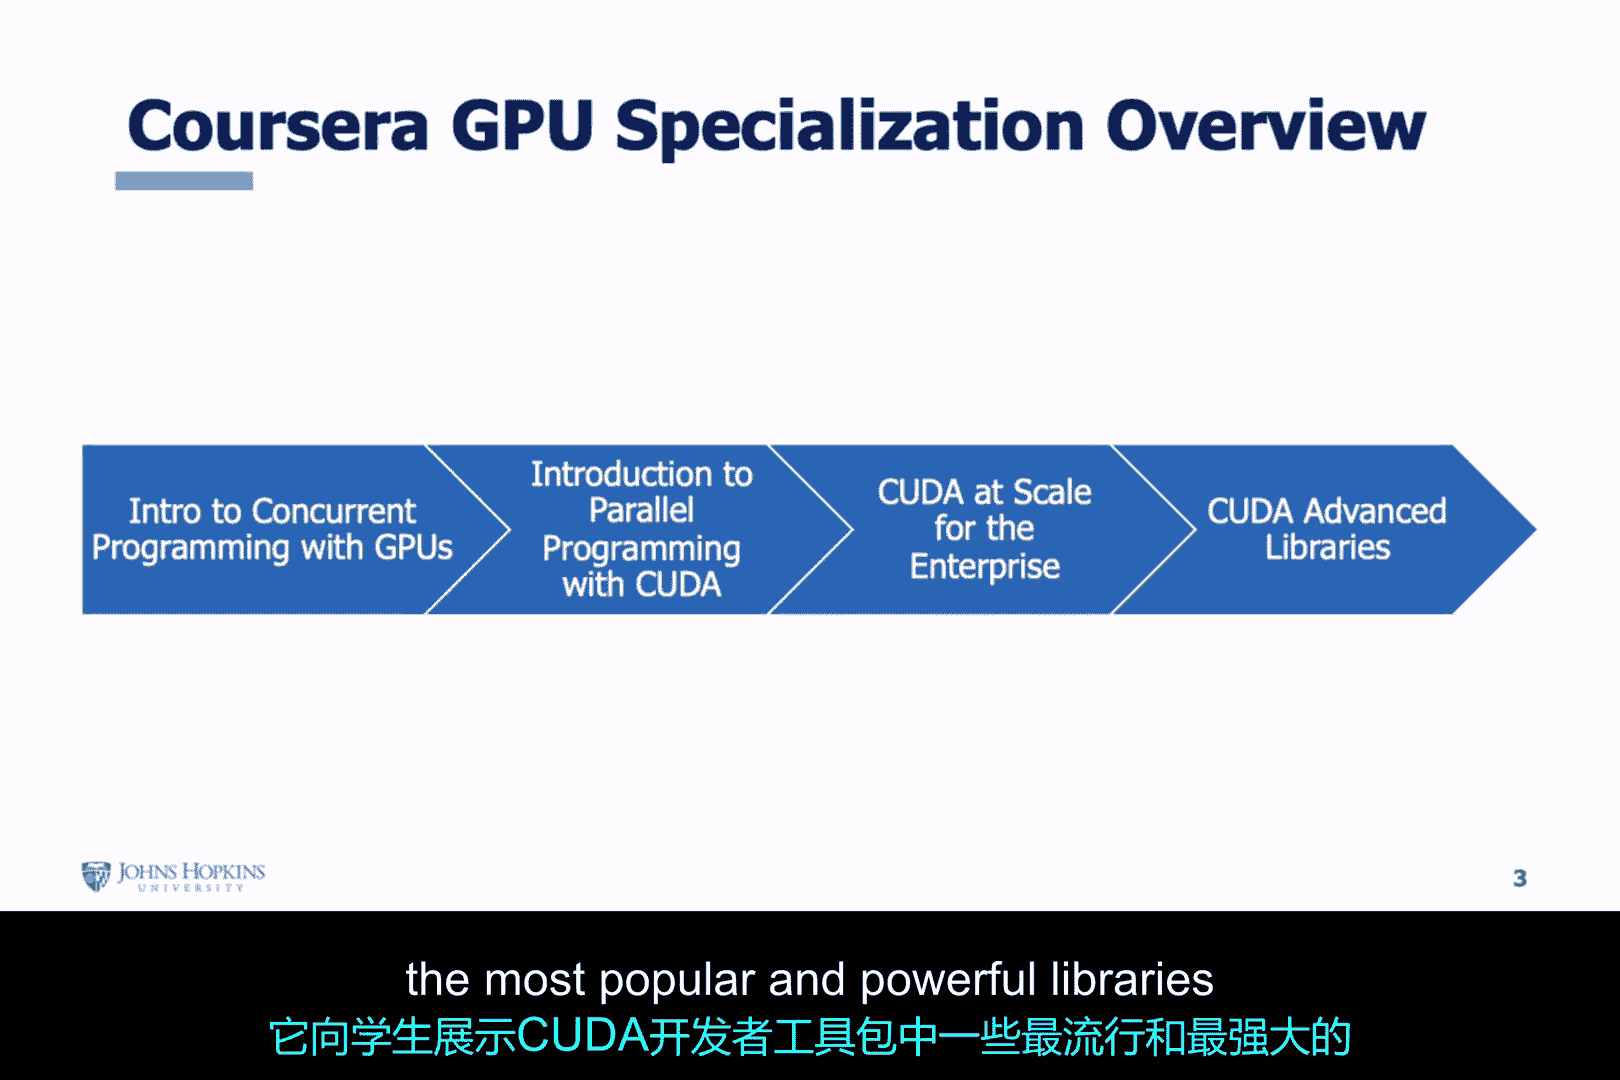 Coursera GPU Specialization Overview
Intro to Concurrent
Programming with GPUs
Introduction to
Parallel
Programming
with CUDA
CUDA at Scale
for the
Enterprise
CUDA Advanced
Libraries
JOHNS HOPKINS
UNIVERSITY
3
the most popular and powerful libraries
它向学生展示CUDA开发者工具包中一些最流行和最强大的